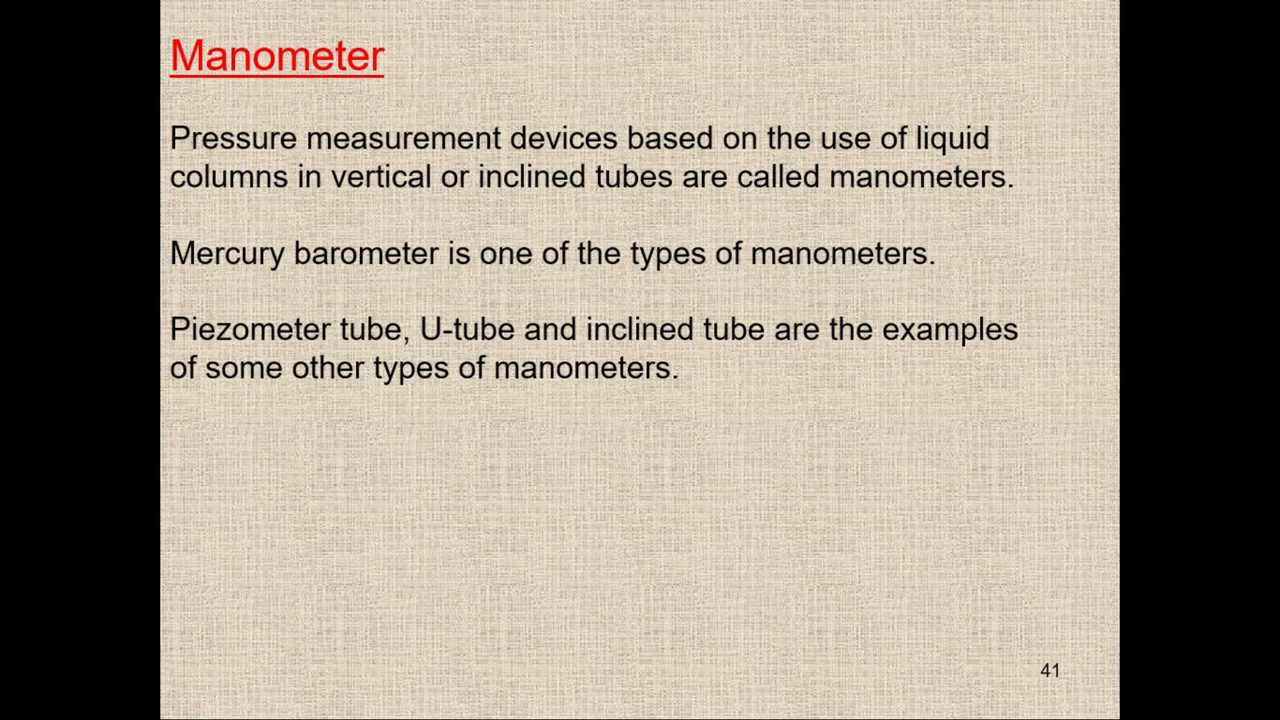 Manometer
Pressure measurement devices based on the use of liquid
columns in vertical or inclined tubes are called manometers.
Mercury barometer is one of the types of manometers.
Piezometer tube, U-tube and inclined tube are the examples
of some other types of manometers.
41